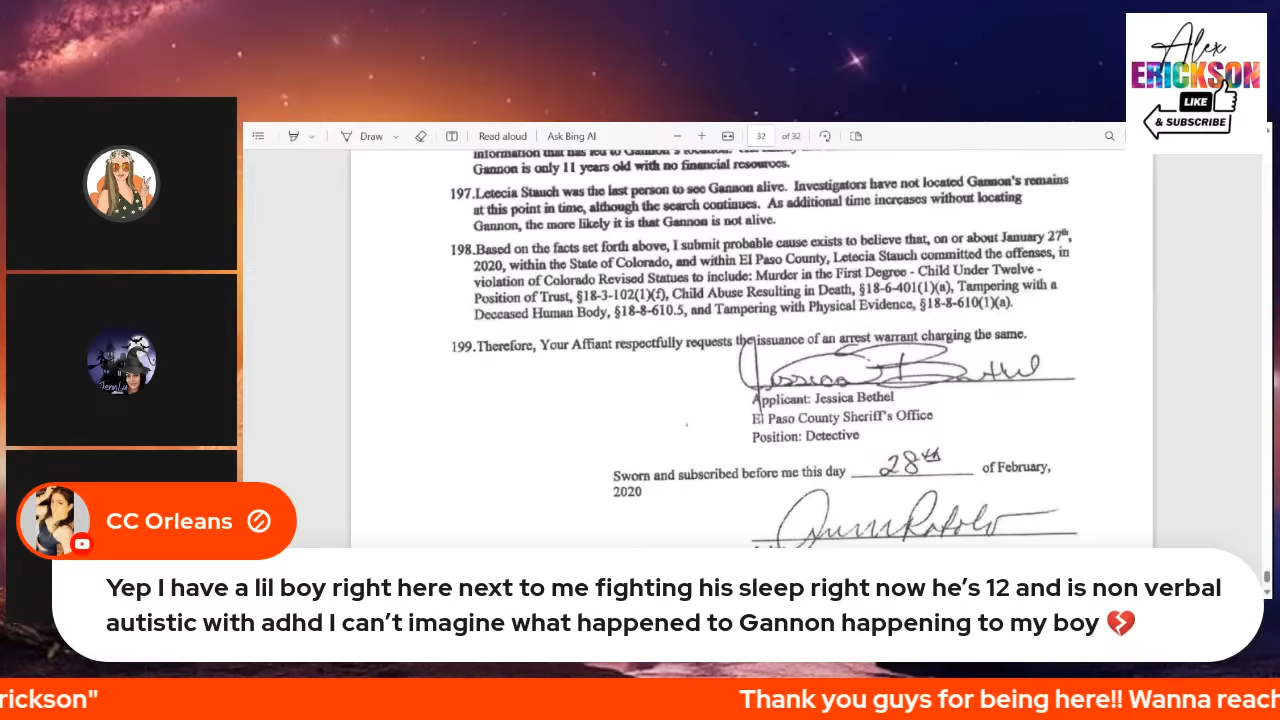 Alex
ERICKSON
LIKE
& SUBSCRIBE
Draw
Read aloud
Ask Bing AI
32
of 32
information that has led to Gannon's location.
Gannon is only 11 years old with no financial resources.
197. Letecia Stauch was the last person to see Gannon alive. Investigators have not located Gannon's remains
at this point in time, although the search continues. As additional time increases without locating
Gannon, the more likely it is that Gannon is not alive.
198. Based on the facts set forth above, I submit probable cause exists to believe that, on or about January 27th,
2020, within the State of Colorado, and within El Paso County, Letecia Stauch committed the offenses, in
violation of Colorado Revised Statues to include: Murder in the First Degree - Child Under Twelve -
Position of Trust, §18-3-102(1)(f), Child Abuse Resulting in Death, §18-6-401(1)(a), Tampering with a
Deceased Human Body, §18-8-610.5, and Tampering with Physical Evidence, §18-8-610(1)(a).
199. Therefore, Your Affiant respectfully requests the issuance of an arrest warrant charging the same.
Jessica Bethel
Applicant: Jessica Bethel
El Paso County Sheriff's Office
Position: Detective
Sworn and subscribed before me this day 28th of February,
2020
CC Orleans
Yep I have a lil boy right here next to me fighting his sleep right now he's 12 and is non verbal
autistic with adhd I can't imagine what happened to Gannon happening to my boy 💔
rickson" Thank you guys for being here!! Wanna reach